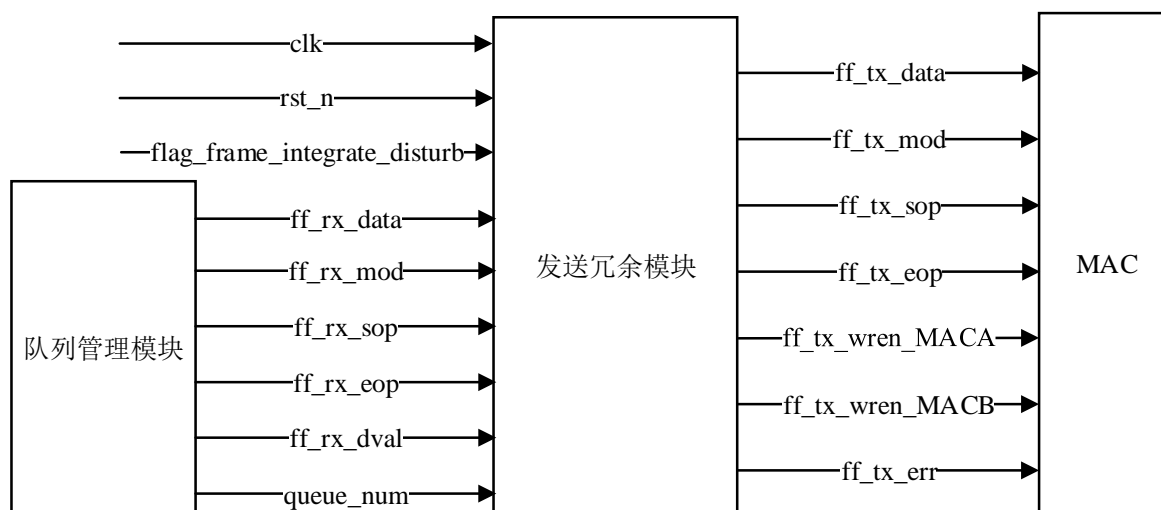 clk
rst_n
flag_frame_integrate_disturb
队列管理模块
ff_rx_data
ff_rx_mod
ff_rx_sop
ff_rx_eop
ff_rx_dval
queue_num
发送冗余模块
ff_tx_data
ff_tx_mod
ff_tx_sop
ff_tx_eop
ff_tx_wren_MACA
ff_tx_wren_MACB
ff_tx_err
MAC